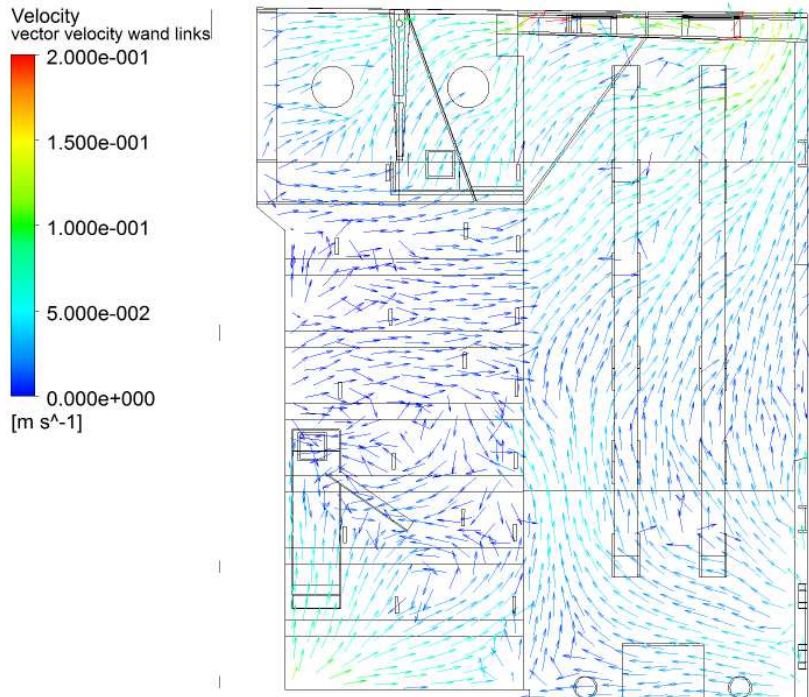 Velocity
vector velocity wand links
2.000e-001
1.500e-001
1.000e-001
5.000e-002
0.000e+000
[m s^-1]